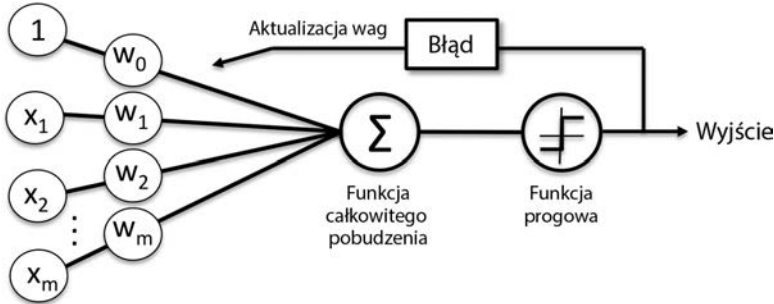 1
w0
Aktualizacja wag
Błąd
x1
w1
Σ
Wyjście
x2
w2
⋮
wm
xm
Funkcja
całkowitego
pobudzenia
Funkcja
progowa